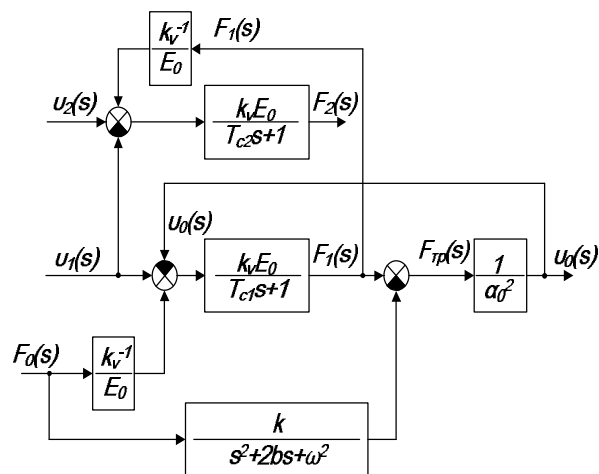 k_v^-1
E_0
F_1(s)
u_2(s)
k_vE_0
T_c2s+1
F_2(s)
u_0(s)
u_1(s)
k_vE_0
T_c1s+1
F_1(s)
F_тр(s)
1
α_0^2
u_0(s)
F_0(s)
k_v^-1
E_0
k
s^2+2bs+ω^2